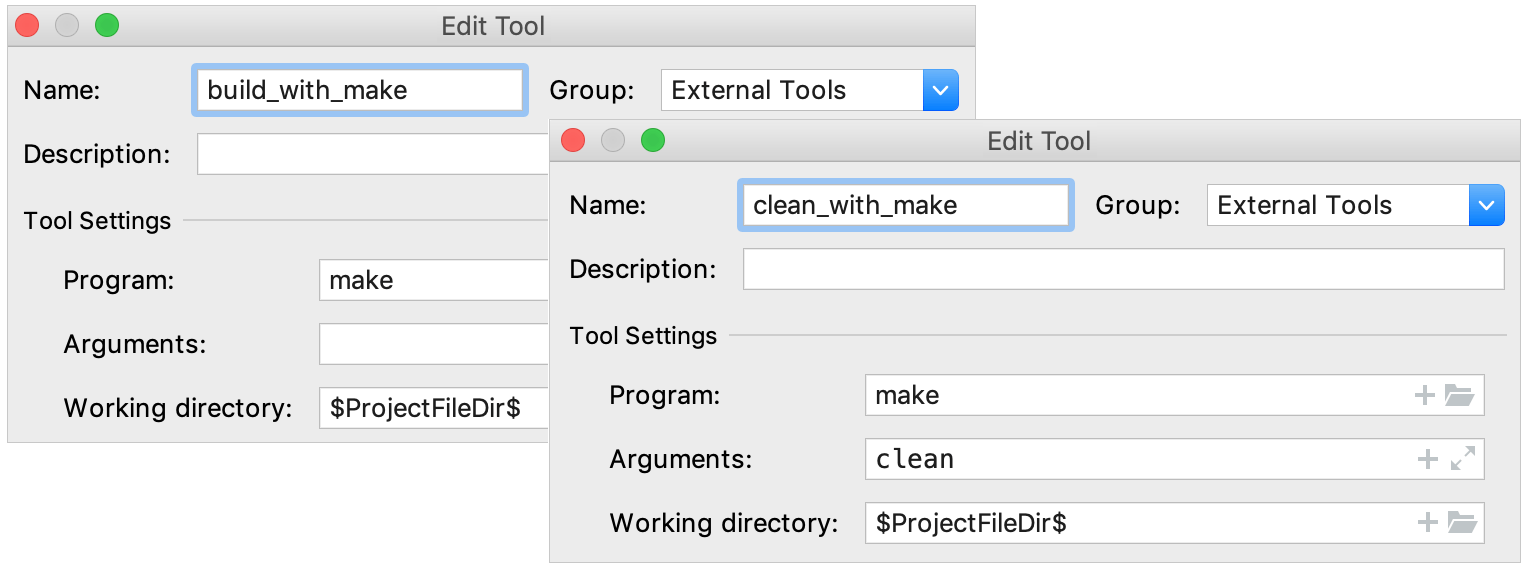 Edit Tool
Name: build_with_make Group: External Tools
Description:
Tool Settings
Program: make
Arguments:
Working directory: $ProjectFileDir$
Edit Tool
Name: clean_with_make Group: External Tools
Description:
Tool Settings
Program: make
Arguments: clean
Working directory: $ProjectFileDir$